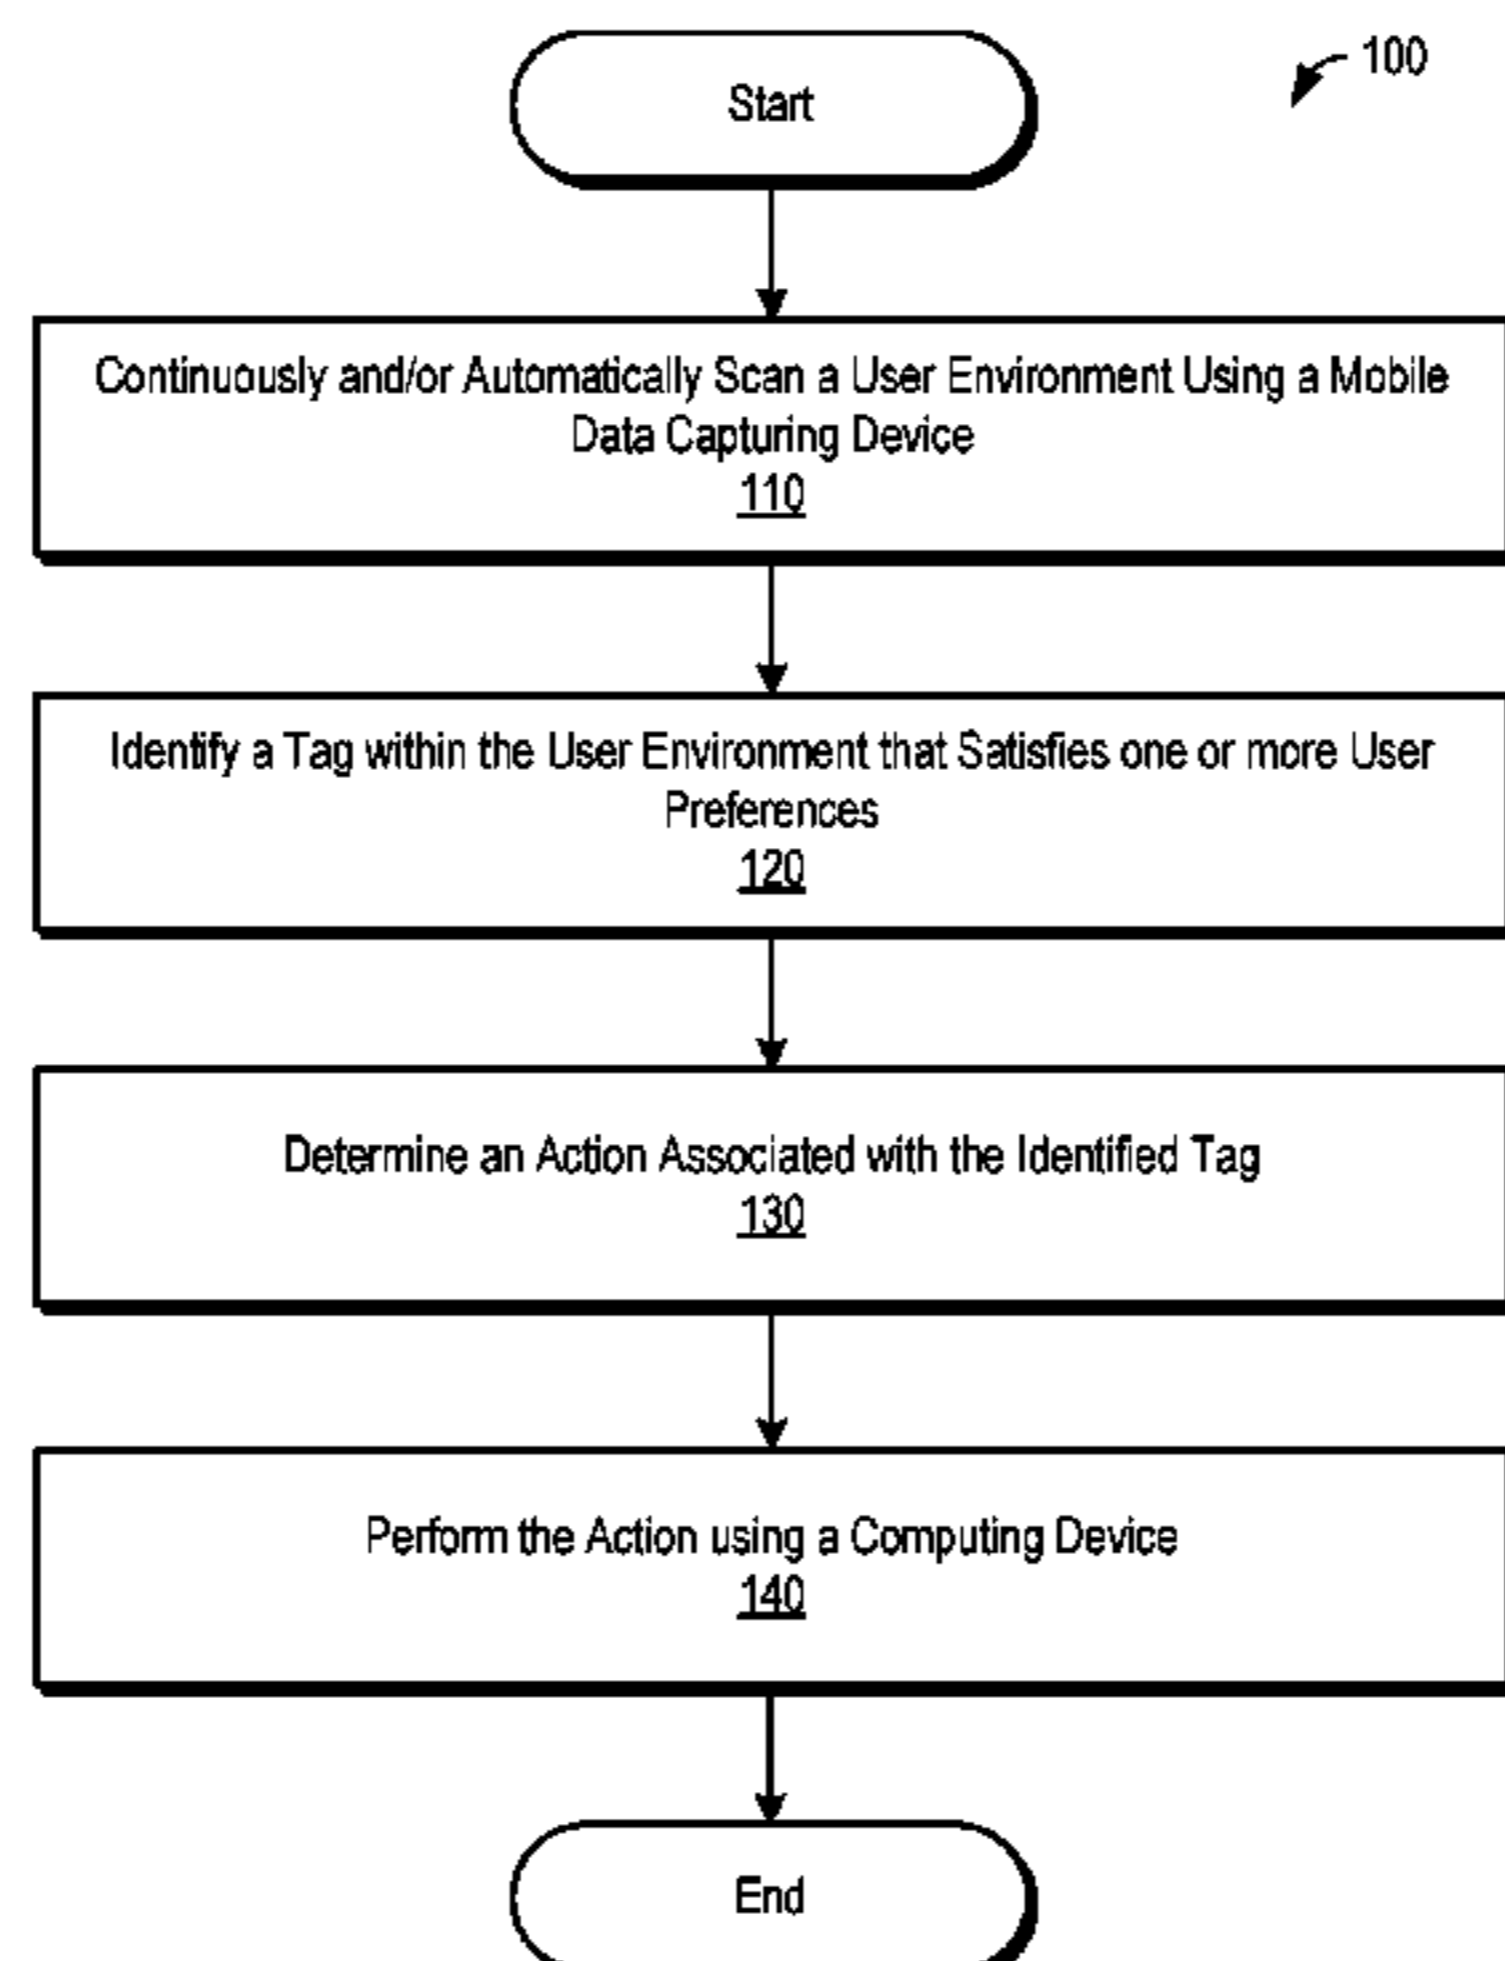 100
Start
Continuously and/or Automatically Scan a User Environment Using a Mobile
Data Capturing Device
110
Identify a Tag within the User Environment that Satisfies one or more User
Preferences
120
Determine an Action Associated with the Identified Tag
130
Perform the Action using a Computing Device
140
End